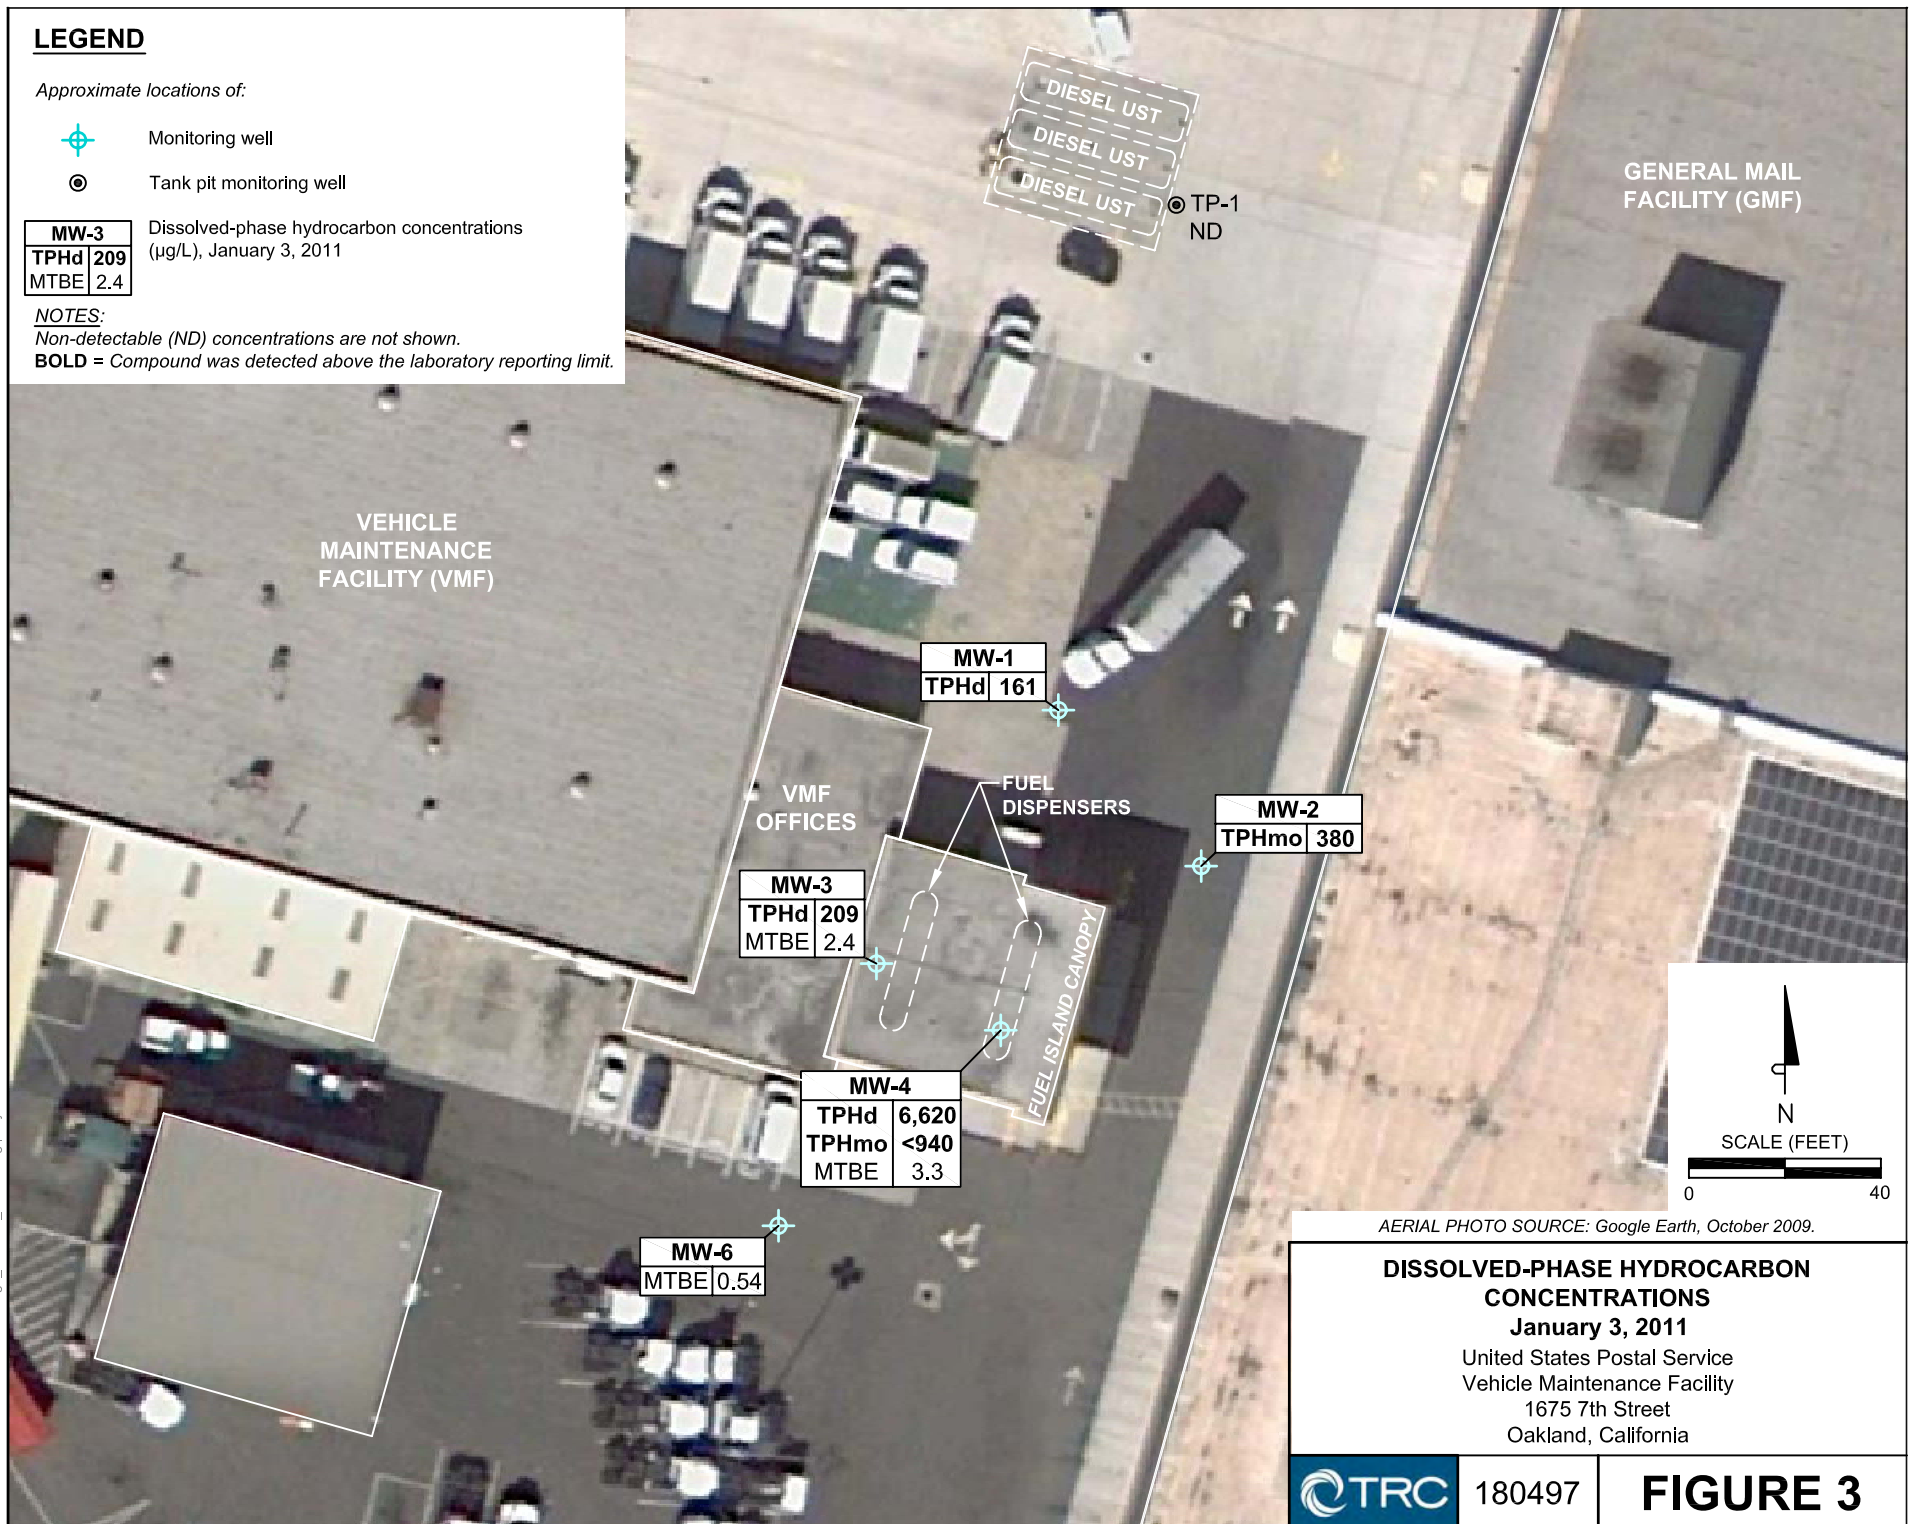 LEGEND
Approximate locations of:
Monitoring well
Tank pit monitoring well
MW-3
TPHd 209
MTBE 2.4
Dissolved-phase hydrocarbon concentrations
(µg/L), January 3, 2011
NOTES:
Non-detectable (ND) concentrations are not shown.
BOLD = Compound was detected above the laboratory reporting limit.
DIESEL UST
DIESEL UST
DIESEL UST
TP-1
ND
GENERAL MAIL
FACILITY (GMF)
VEHICLE
MAINTENANCE
FACILITY (VMF)
MW-1
TPHd 161
VMF
OFFICES
FUEL
DISPENSERS
MW-2
TPHmo 380
MW-3
TPHd 209
MTBE 2.4
FUEL ISLAND CANOPY
MW-4
TPHd 6,620
TPHmo <940
MTBE 3.3
MW-6
MTBE 0.54
N
SCALE (FEET)
0 40
AERIAL PHOTO SOURCE: Google Earth, October 2009.
DISSOLVED-PHASE HYDROCARBON
CONCENTRATIONS
January 3, 2011
United States Postal Service
Vehicle Maintenance Facility
1675 7th Street
Oakland, California
TRC 180497 FIGURE 3